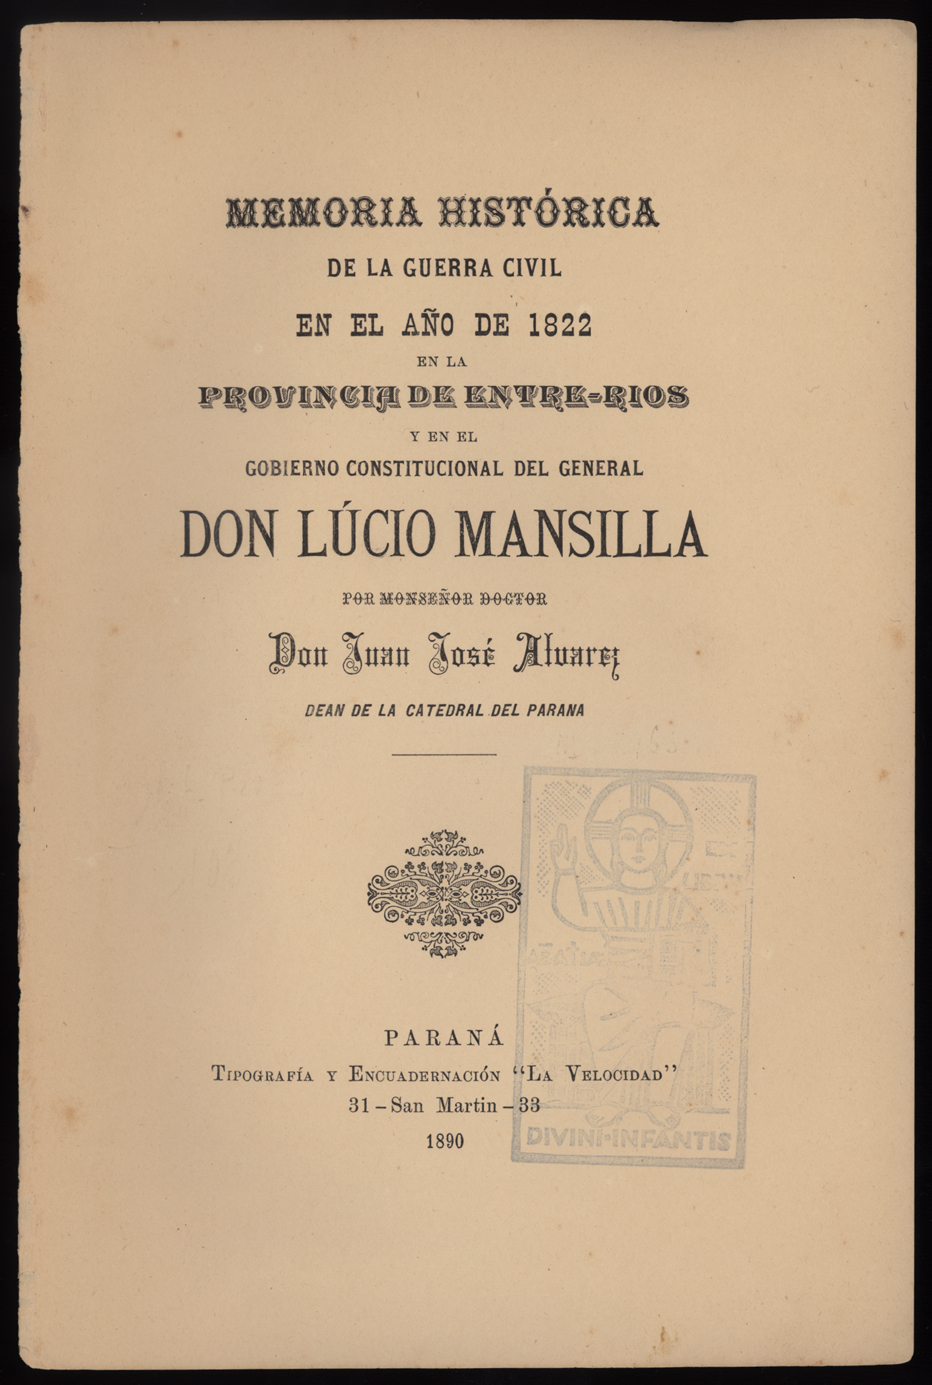 MEMORIA HISTÓRICA
DE LA GUERRA CIVIL
EN EL AÑO DE 1822
EN LA
PROVINCIA DE ENTRE-RIOS
Y EN EL
GOBIERNO CONSTITUCIONAL DEL GENERAL
DON LÚCIO MANSILLA
POR MONSEÑOR DOCTOR
Don Juan José Alvarez
DEAN DE LA CATEDRAL DEL PARANA
PARANÁ
TIPOGRAFÍA Y ENCUADERNACIÓN "LA VELOCIDAD"
31 – San Martin – 33
1890
DIVINI·INFANTIS